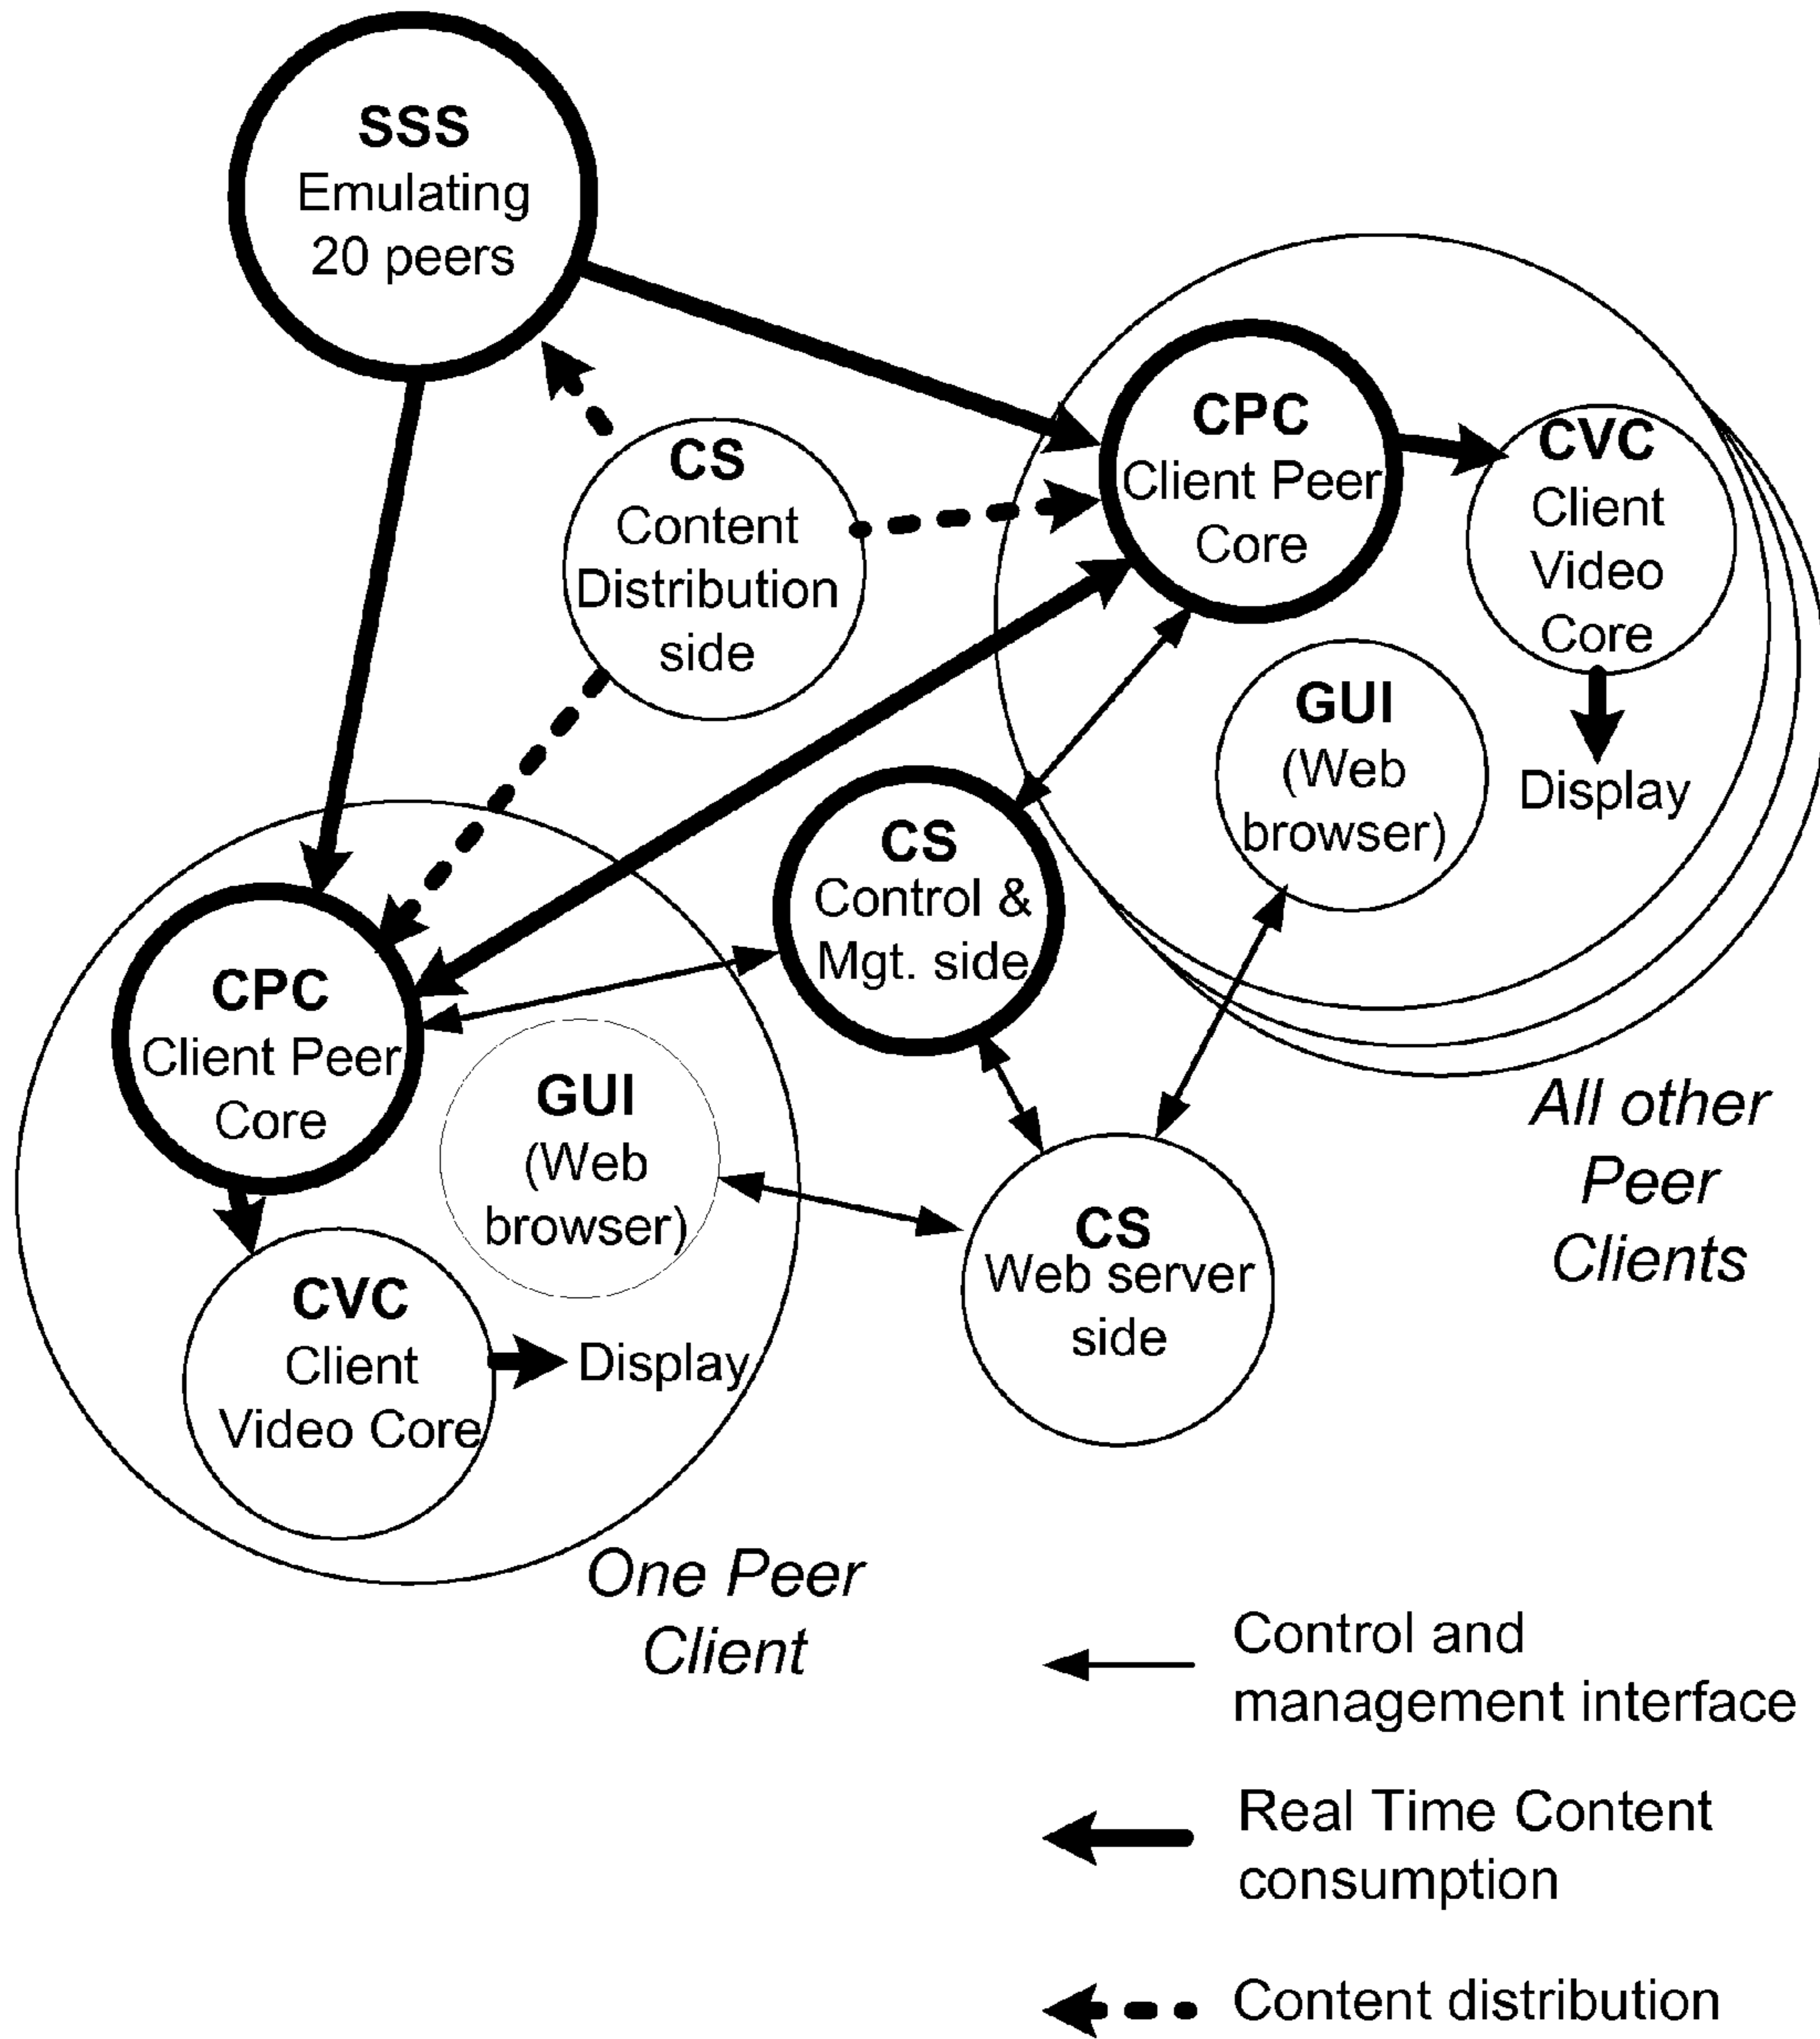 SSS
Emulating
20 peers
CS
Content
Distribution
side
CPC
Client Peer
Core
CVC
Client
Video
Core
GUI
(Web
browser)
Display
CS
Control &
Mgt. side
CPC
Client Peer
Core
GUI
(Web
browser)
CVC
Client
Video Core
Display
CS
Web server
side
All other
Peer
Clients
One Peer
Client
Control and
management interface
Real Time Content
consumption
Content distribution